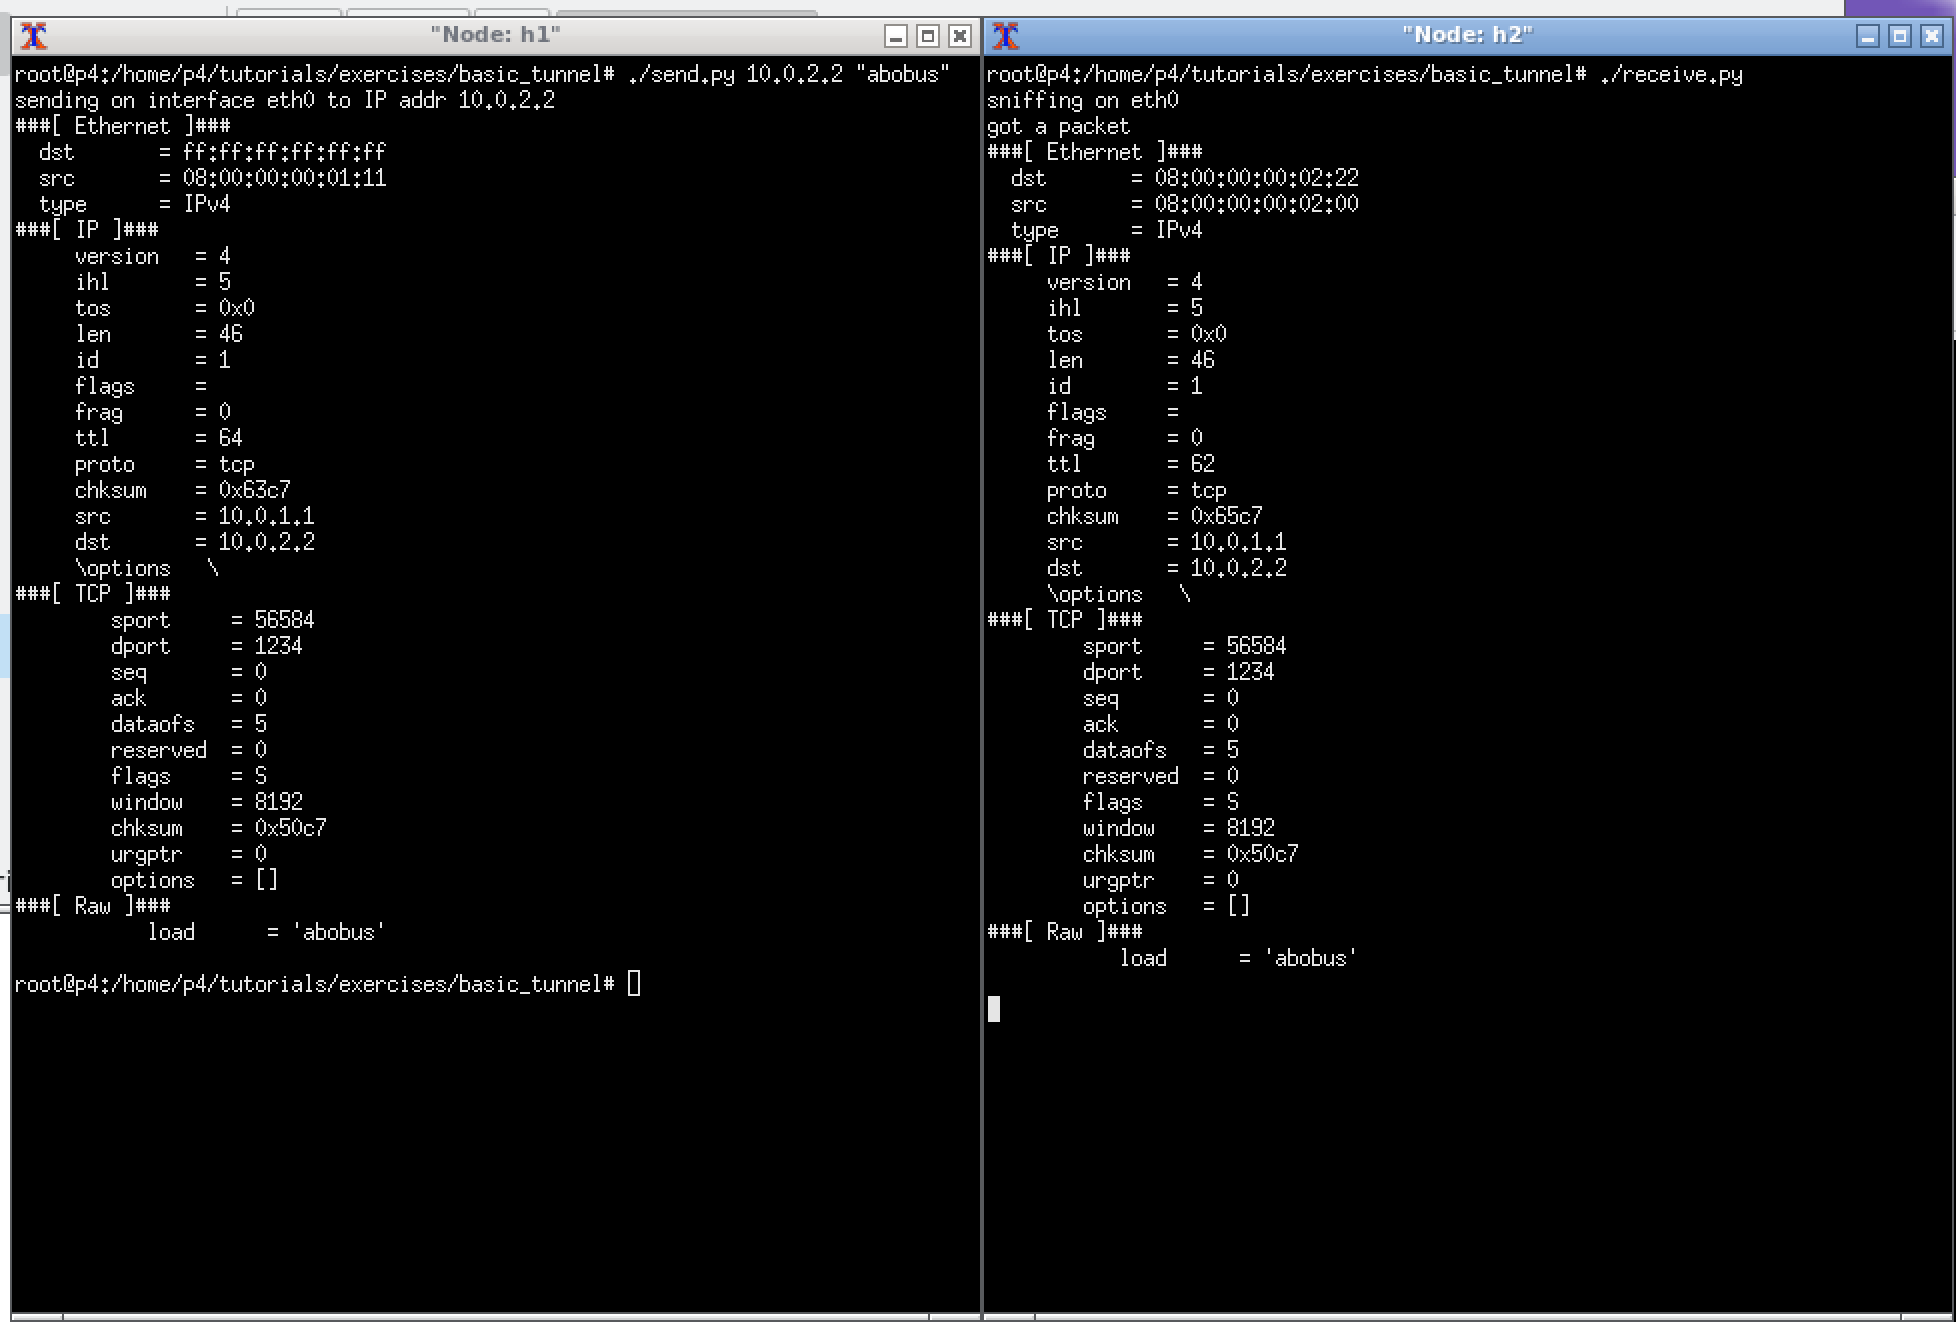 "Node: h1"
root@p4:/home/p4/tutorials/exercises/basic_tunnel# ./send.py 10.0.2.2 "abobus"
sending on interface eth0 to IP addr 10.0.2.2
###[ Ethernet ]###
  dst       = ff:ff:ff:ff:ff:ff
  src       = 08:00:00:00:01:11
  type      = IPv4
###[ IP ]###
     version   = 4
     ihl       = 5
     tos       = 0x0
     len       = 46
     id        = 1
     flags     =
     frag      = 0
     ttl       = 64
     proto     = tcp
     chksum    = 0x63c7
     src       = 10.0.1.1
     dst       = 10.0.2.2
     \options   \
###[ TCP ]###
        sport     = 56584
        dport     = 1234
        seq       = 0
        ack       = 0
        dataofs   = 5
        reserved  = 0
        flags     = S
        window    = 8192
        chksum    = 0x50c7
        urgptr    = 0
        options   = []
###[ Raw ]###
           load      = 'abobus'
root@p4:/home/p4/tutorials/exercises/basic_tunnel#
"Node: h2"
root@p4:/home/p4/tutorials/exercises/basic_tunnel# ./receive.py
sniffing on eth0
got a packet
###[ Ethernet ]###
  dst       = 08:00:00:00:02:22
  src       = 08:00:00:00:02:00
  type      = IPv4
###[ IP ]###
     version   = 4
     ihl       = 5
     tos       = 0x0
     len       = 46
     id        = 1
     flags     =
     frag      = 0
     ttl       = 62
     proto     = tcp
     chksum    = 0x65c7
     src       = 10.0.1.1
     dst       = 10.0.2.2
     \options   \
###[ TCP ]###
        sport     = 56584
        dport     = 1234
        seq       = 0
        ack       = 0
        dataofs   = 5
        reserved  = 0
        flags     = S
        window    = 8192
        chksum    = 0x50c7
        urgptr    = 0
        options   = []
###[ Raw ]###
           load      = 'abobus'